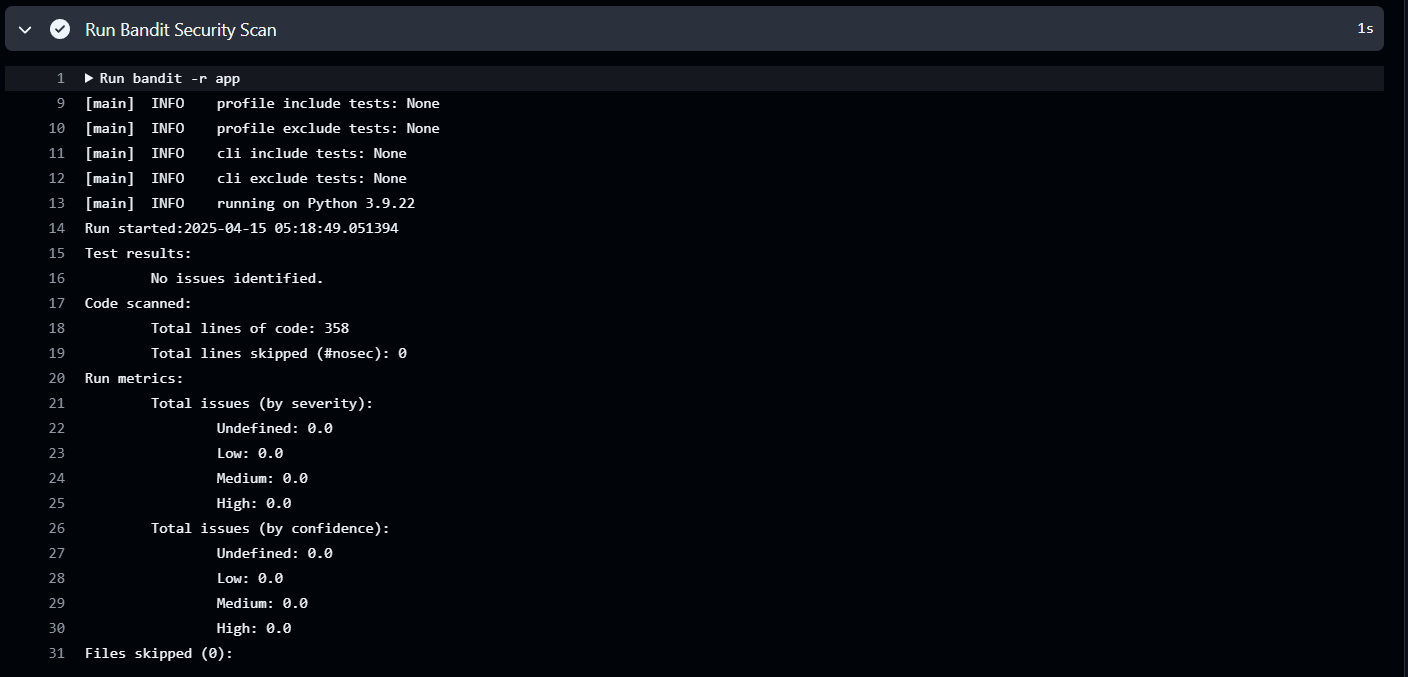 Run Bandit Security Scan 1s
1 ▶ Run bandit -r app
9 [main] INFO profile include tests: None
10 [main] INFO profile exclude tests: None
11 [main] INFO cli include tests: None
12 [main] INFO cli exclude tests: None
13 [main] INFO running on Python 3.9.22
14 Run started:2025-04-15 05:18:49.051394
15 Test results:
16 No issues identified.
17 Code scanned:
18 Total lines of code: 358
19 Total lines skipped (#nosec): 0
20 Run metrics:
21 Total issues (by severity):
22 Undefined: 0.0
23 Low: 0.0
24 Medium: 0.0
25 High: 0.0
26 Total issues (by confidence):
27 Undefined: 0.0
28 Low: 0.0
29 Medium: 0.0
30 High: 0.0
31 Files skipped (0):